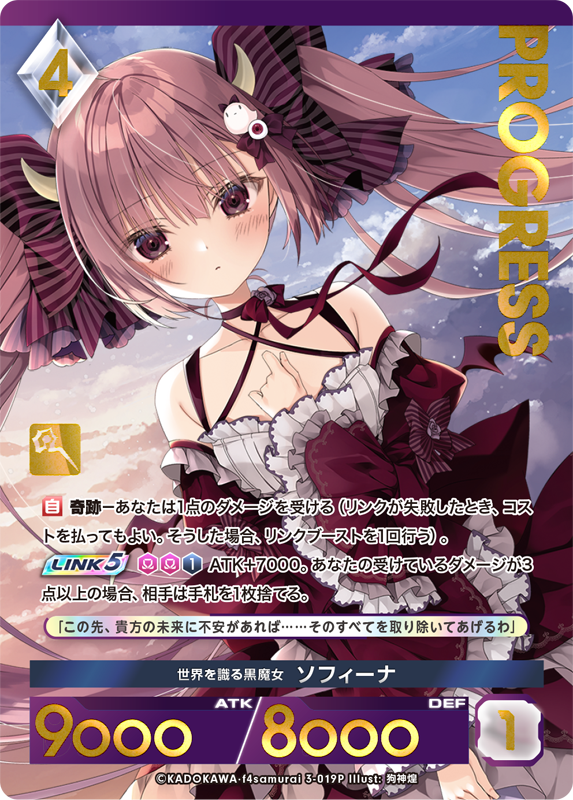 4
PROGRESS
自 奇跡−あなたは1点のダメージを受ける（リンクが失敗したとき、コス
トを払ってもよい。そうした場合、リンクブーストを1回行う）。
LINK5 ΩΩ1 ATK+7000。あなたの受けているダメージが3
点以上の場合、相手は手札を1枚捨てる。
「この先、貴方の未来に不安があれば……そのすべてを取り除いてあげるわ」
世界を識る黒魔女 ソフィーナ
ATK DEF
9000/8000 1
©KADOKAWA f4samurai 3-019P Illust: 狗神煌